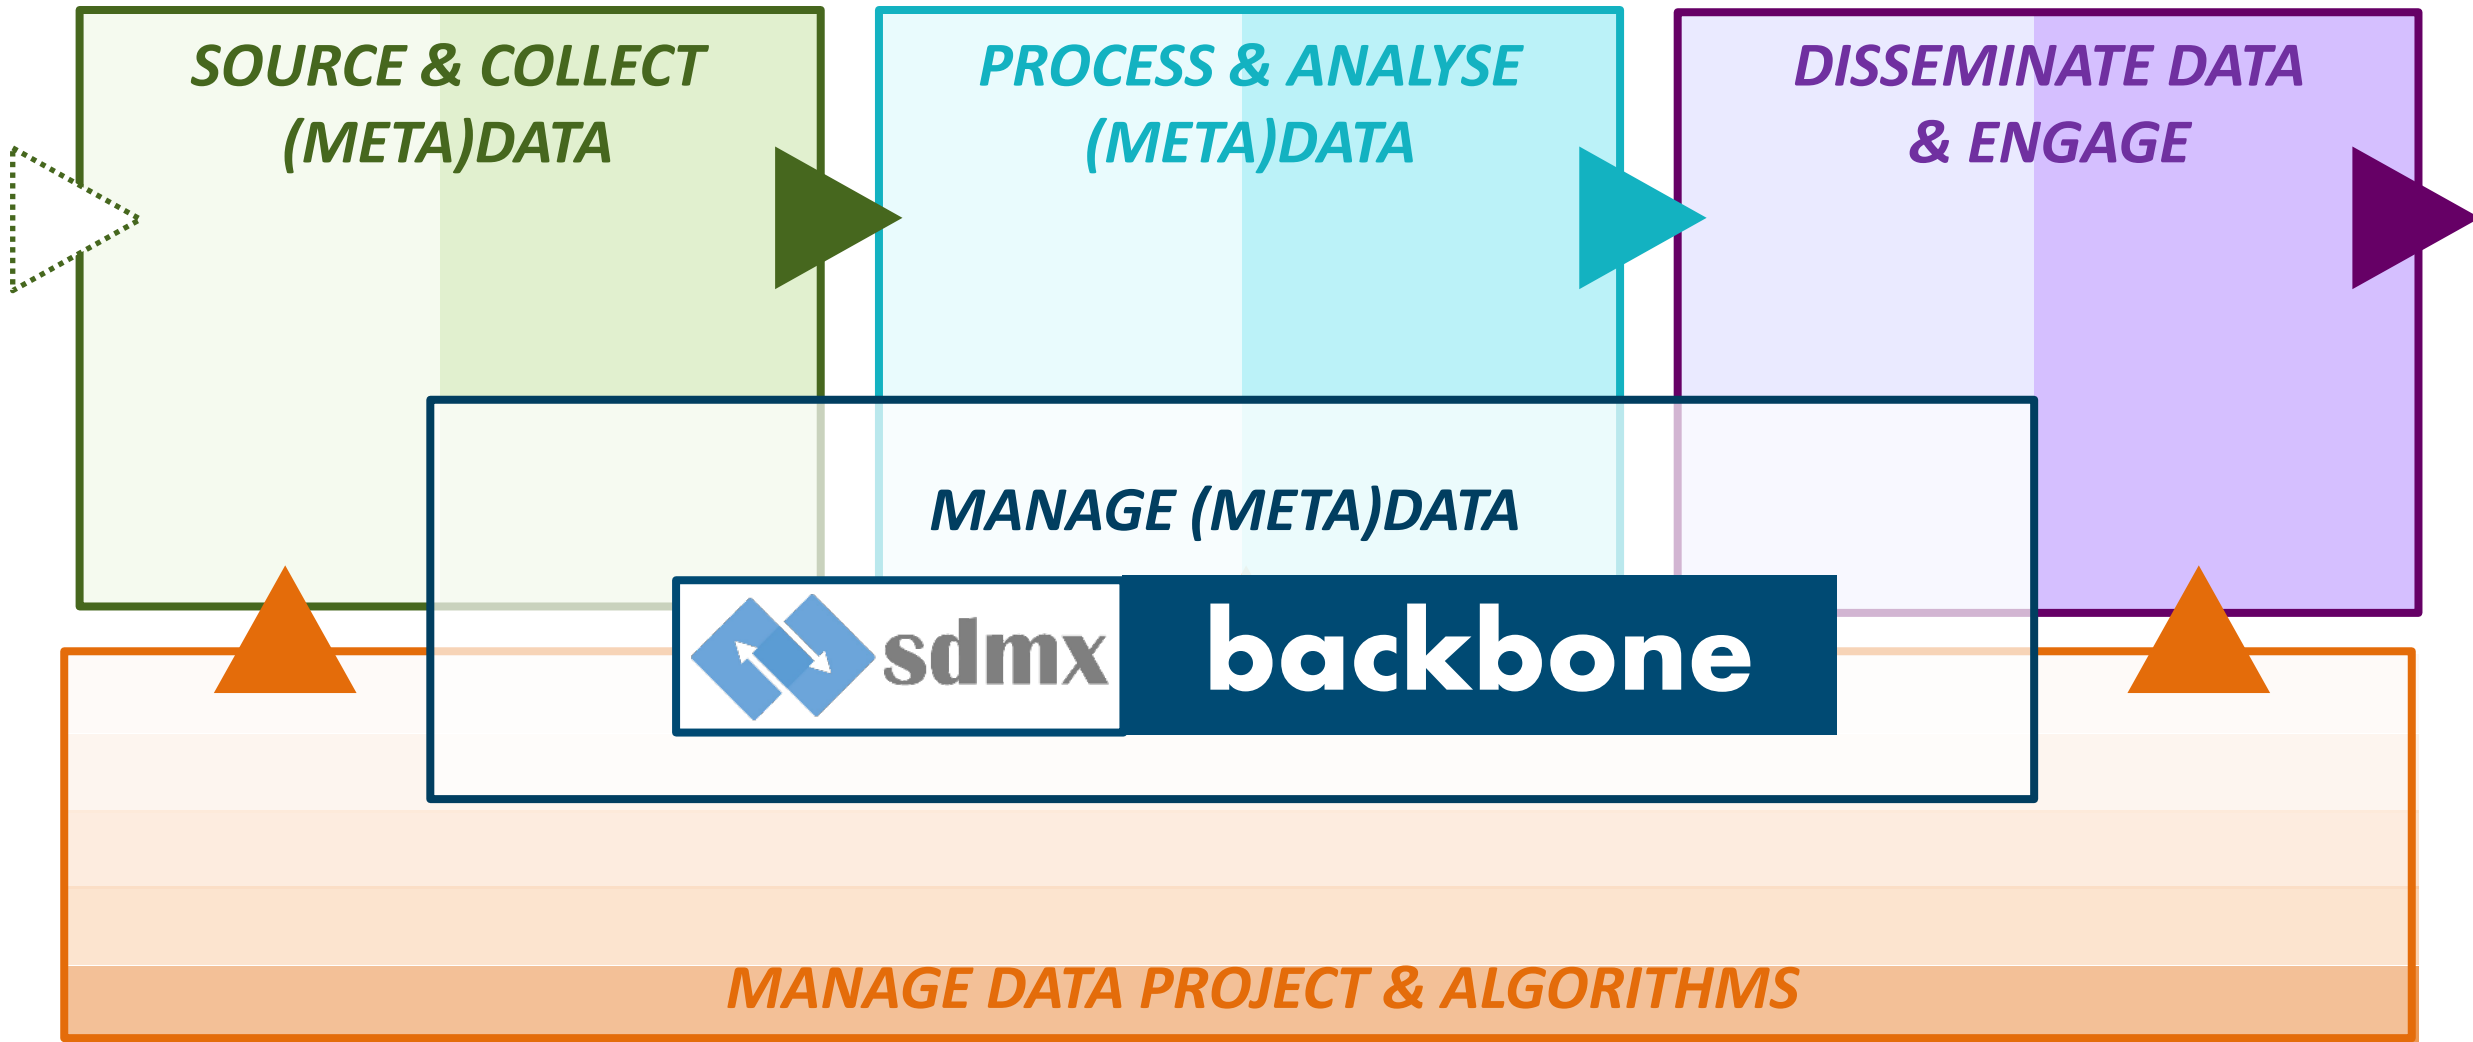 SOURCE & COLLECT
(META)DATA
PROCESS & ANALYSE
(META)DATA
DISSEMINATE DATA
& ENGAGE
MANAGE (META)DATA
sdmx backbone
MANAGE DATA PROJECT & ALGORITHMS